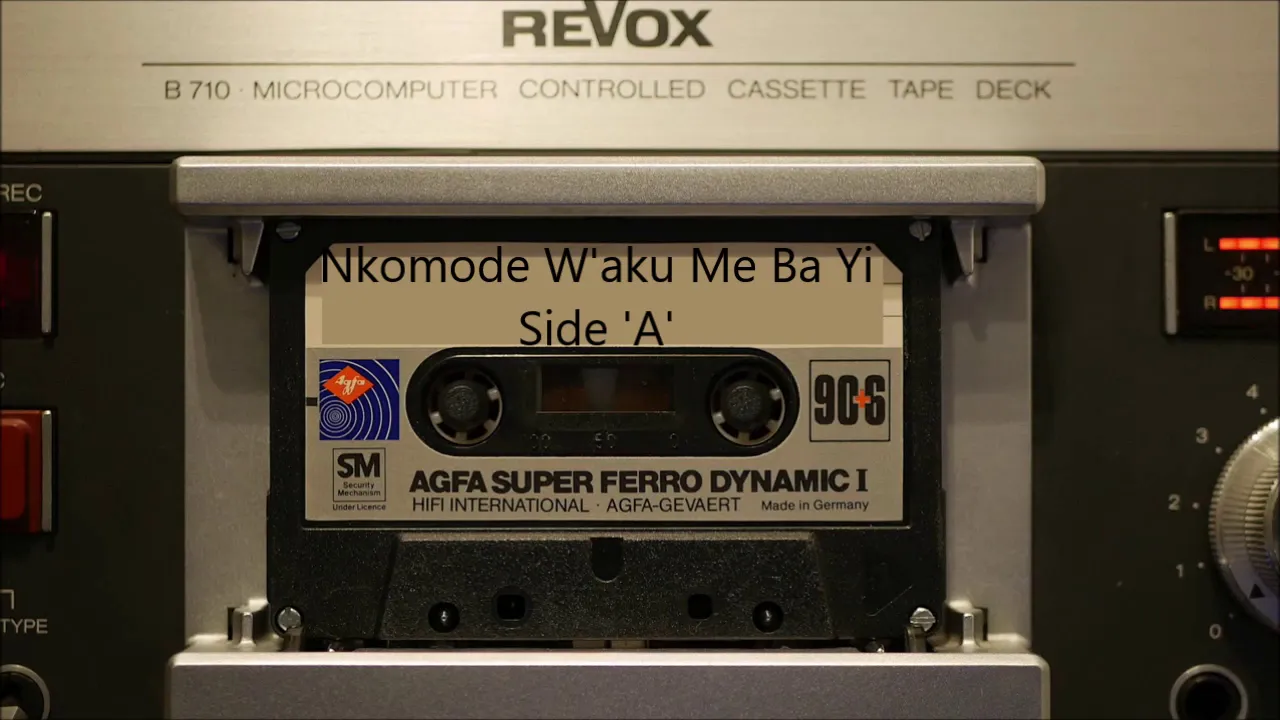 REVOX
B 710 · MICROCOMPUTER CONTROLLED CASSETTE TAPE DECK
REC
L
-30
R
Nkomode W'aku Me Ba Yi
Side 'A'
Agfa
90+6
SM
Security
Mechanism
Under Licence
AGFA SUPER FERRO DYNAMIC I
HIFI INTERNATIONAL · AGFA-GEVAERT Made in Germany
4
3
2
1
0
TYPE